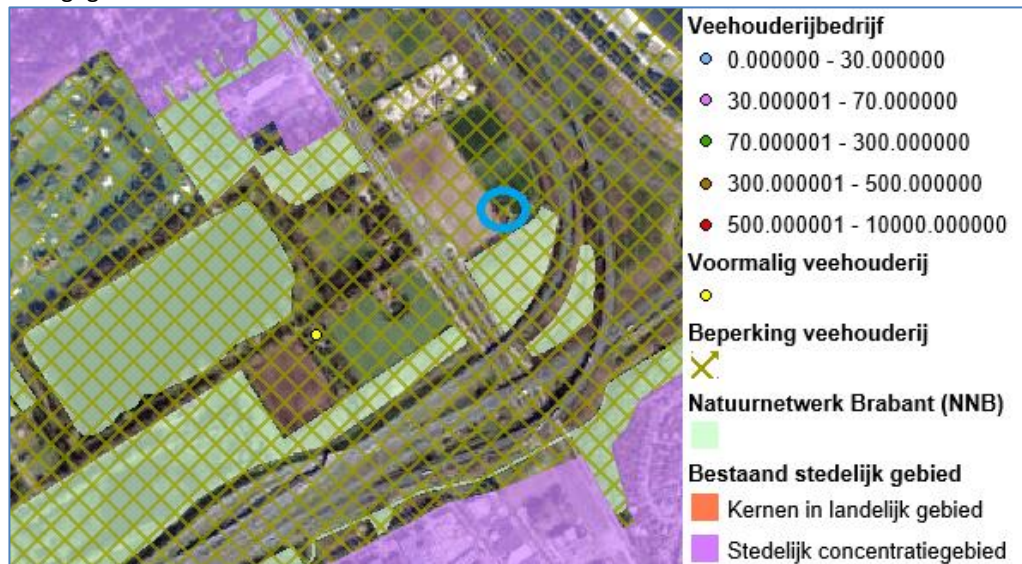 Veehouderijbedrijf
0.000000 - 30.000000
30.000001 - 70.000000
70.000001 - 300.000000
300.000001 - 500.000000
500.000001 - 10000.000000
Voormalig veehouderij
Beperking veehouderij
Natuurnetwerk Brabant (NNB)
Bestaand stedelijk gebied
Kernen in landelijk gebied
Stedelijk concentratiegebied